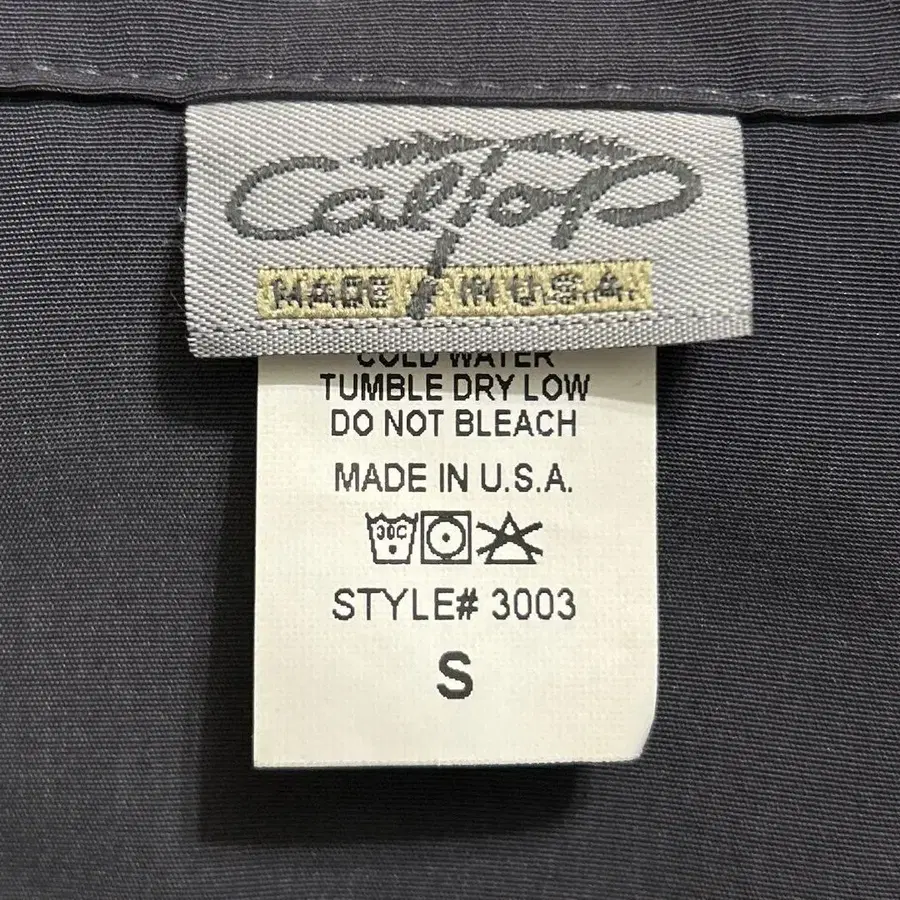 CalTop
MADE IN U.S.A.
COLD WATER
TUMBLE DRY LOW
DO NOT BLEACH
MADE IN U.S.A.
30C
STYLE# 3003
S